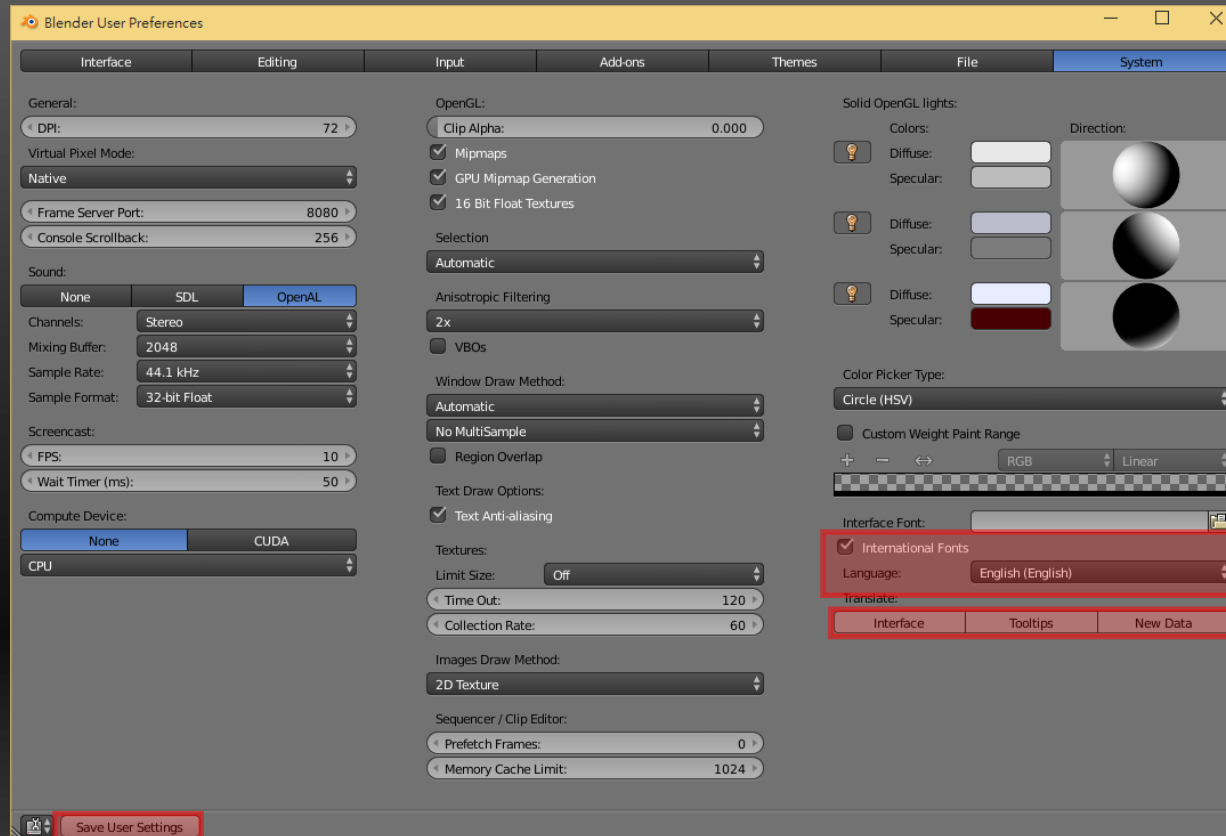 Blender User Preferences
Interface Editing Input Add-ons Themes File System
General:
DPI: 72
Virtual Pixel Mode:
Native
Frame Server Port: 8080
Console Scrollback: 256
Sound:
None SDL OpenAL
Channels: Stereo
Mixing Buffer: 2048
Sample Rate: 44.1 kHz
Sample Format: 32-bit Float
Screencast:
FPS: 10
Wait Timer (ms): 50
Compute Device:
None CUDA
CPU
OpenGL:
Clip Alpha: 0.000
Mipmaps
GPU Mipmap Generation
16 Bit Float Textures
Selection
Automatic
Anisotropic Filtering
2x
VBOs
Window Draw Method:
Automatic
No MultiSample
Region Overlap
Text Draw Options:
Text Anti-aliasing
Textures:
Limit Size: Off
Time Out: 120
Collection Rate: 60
Images Draw Method:
2D Texture
Sequencer / Clip Editor:
Prefetch Frames: 0
Memory Cache Limit: 1024
Solid OpenGL lights:
Colors: Direction:
Diffuse:
Specular:
Diffuse:
Specular:
Diffuse:
Specular:
Color Picker Type:
Circle (HSV)
Custom Weight Paint Range
RGB Linear
Interface Font:
International Fonts
Language: English (English)
Translate:
Interface Tooltips New Data
Save User Settings